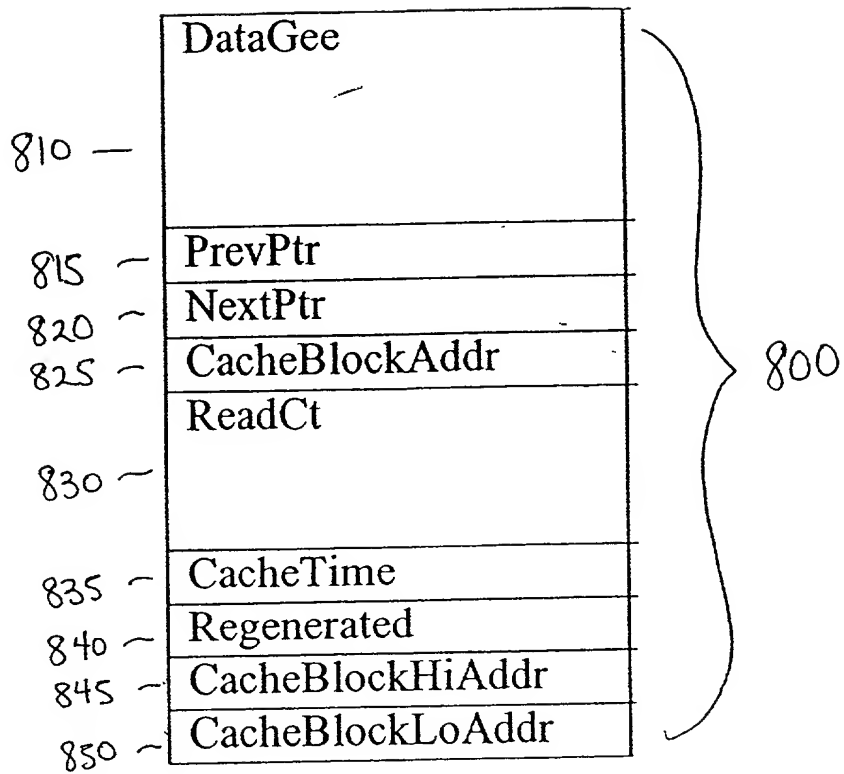 DataGee
810
PrevPtr
815
NextPtr
820
CacheBlockAddr
825
800
ReadCt
830
CacheTime
835
Regenerated
840
CacheBlockHiAddr
845
CacheBlockLoAddr
850